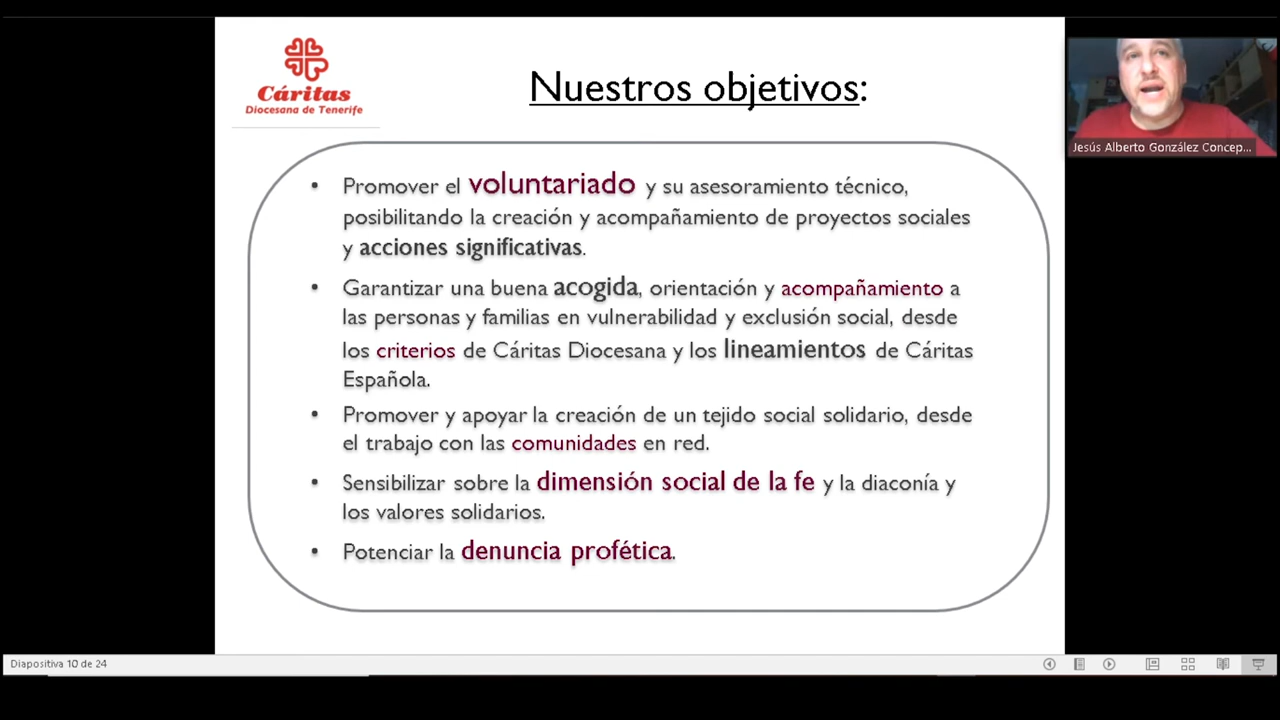 Cáritas
Diocesana de Tenerife
Nuestros objetivos:
Jesús Alberto González Concep...
• Promover el voluntariado y su asesoramiento técnico,
posibilitando la creación y acompañamiento de proyectos sociales
y acciones significativas.
• Garantizar una buena acogida, orientación y acompañamiento a
las personas y familias en vulnerabilidad y exclusión social, desde
los criterios de Cáritas Diocesana y los lineamientos de Cáritas
Española.
• Promover y apoyar la creación de un tejido social solidario, desde
el trabajo con las comunidades en red.
• Sensibilizar sobre la dimensión social de la fe y la diaconía y
los valores solidarios.
• Potenciar la denuncia profética.
Diapositiva 10 de 24